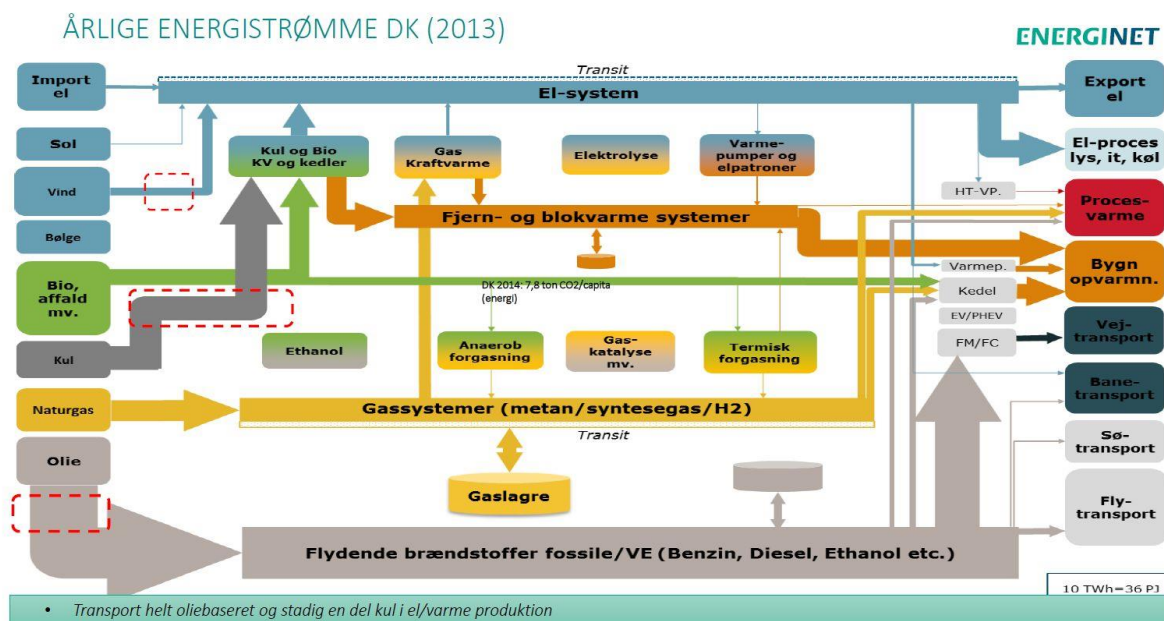 ÅRLIGE ENERGISTRØMME DK (2013)
ENERGINET
Import
el
Transit
El-system
Export
el
Sol
Kul og Bio
KV og kedler
Gas
Kraftvarme
Elektrolyse
Varme-
pumper og
elpatroner
El-proces
lys, it, køl
Vind
HT-VP.
Proces-
varme
Fjern- og blokvarme systemer
Bølge
Bio,
affald
mv.
Varmep.
Bygn
opvarmn.
DK 2014: 7,8 ton CO2/capita
(energi)
Kedel
EV/PHEV
Vej-
transport
Kul
Ethanol
Anaerob
forgasning
Gas-
katalyse
mv.
Termisk
forgasning
FM/FC
Bane-
transport
Naturgas
Gassystemer (metan/syntesegas/H2)
Transit
Sø-
transport
Olie
Gaslagre
Fly-
transport
Flydende brændstoffer fossile/VE (Benzin, Diesel, Ethanol etc.)
10 TWh=36 PJ
• Transport helt oliebaseret og stadig en del kul i el/varme produktion